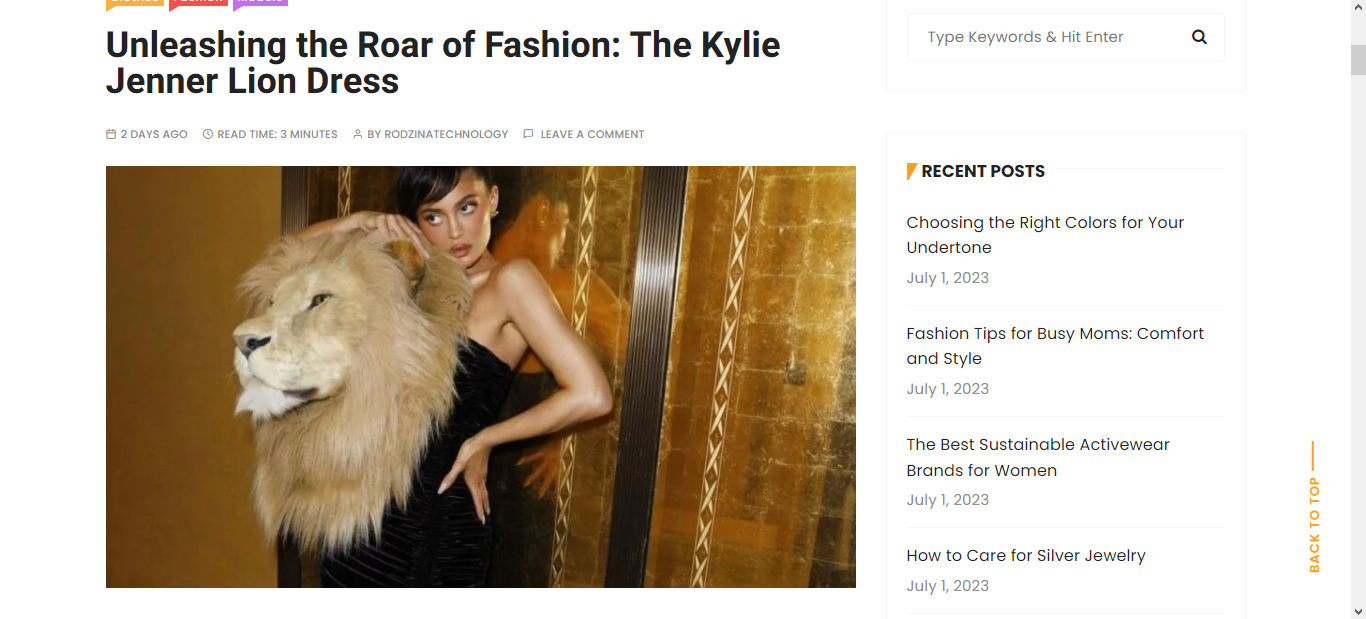 Unleashing the Roar of Fashion: The Kylie
Jenner Lion Dress
2 DAYS AGO
READ TIME: 3 MINUTES
BY RODZINATECHNOLOGY
LEAVE A COMMENT
Type Keywords & Hit Enter
RECENT POSTS
Choosing the Right Colors for Your
Undertone
July 1, 2023
Fashion Tips for Busy Moms: Comfort
and Style
July 1, 2023
The Best Sustainable Activewear
Brands for Women
July 1, 2023
How to Care for Silver Jewelry
July 1, 2023
BACK TO TOP